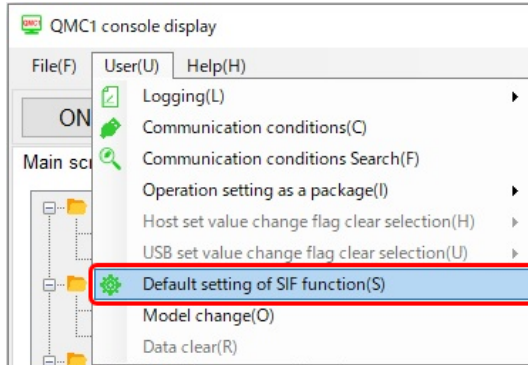 QMC1 console display
File(F) User(U) Help(H)
ON
Logging(L)
Communication conditions(C)
Main scr
Communication conditions Search(F)
Operation setting as a package(I)
Host set value change flag clear selection(H)
USB set value change flag clear selection(U)
Default setting of SIF function(S)
Model change(O)
Data clear(R)